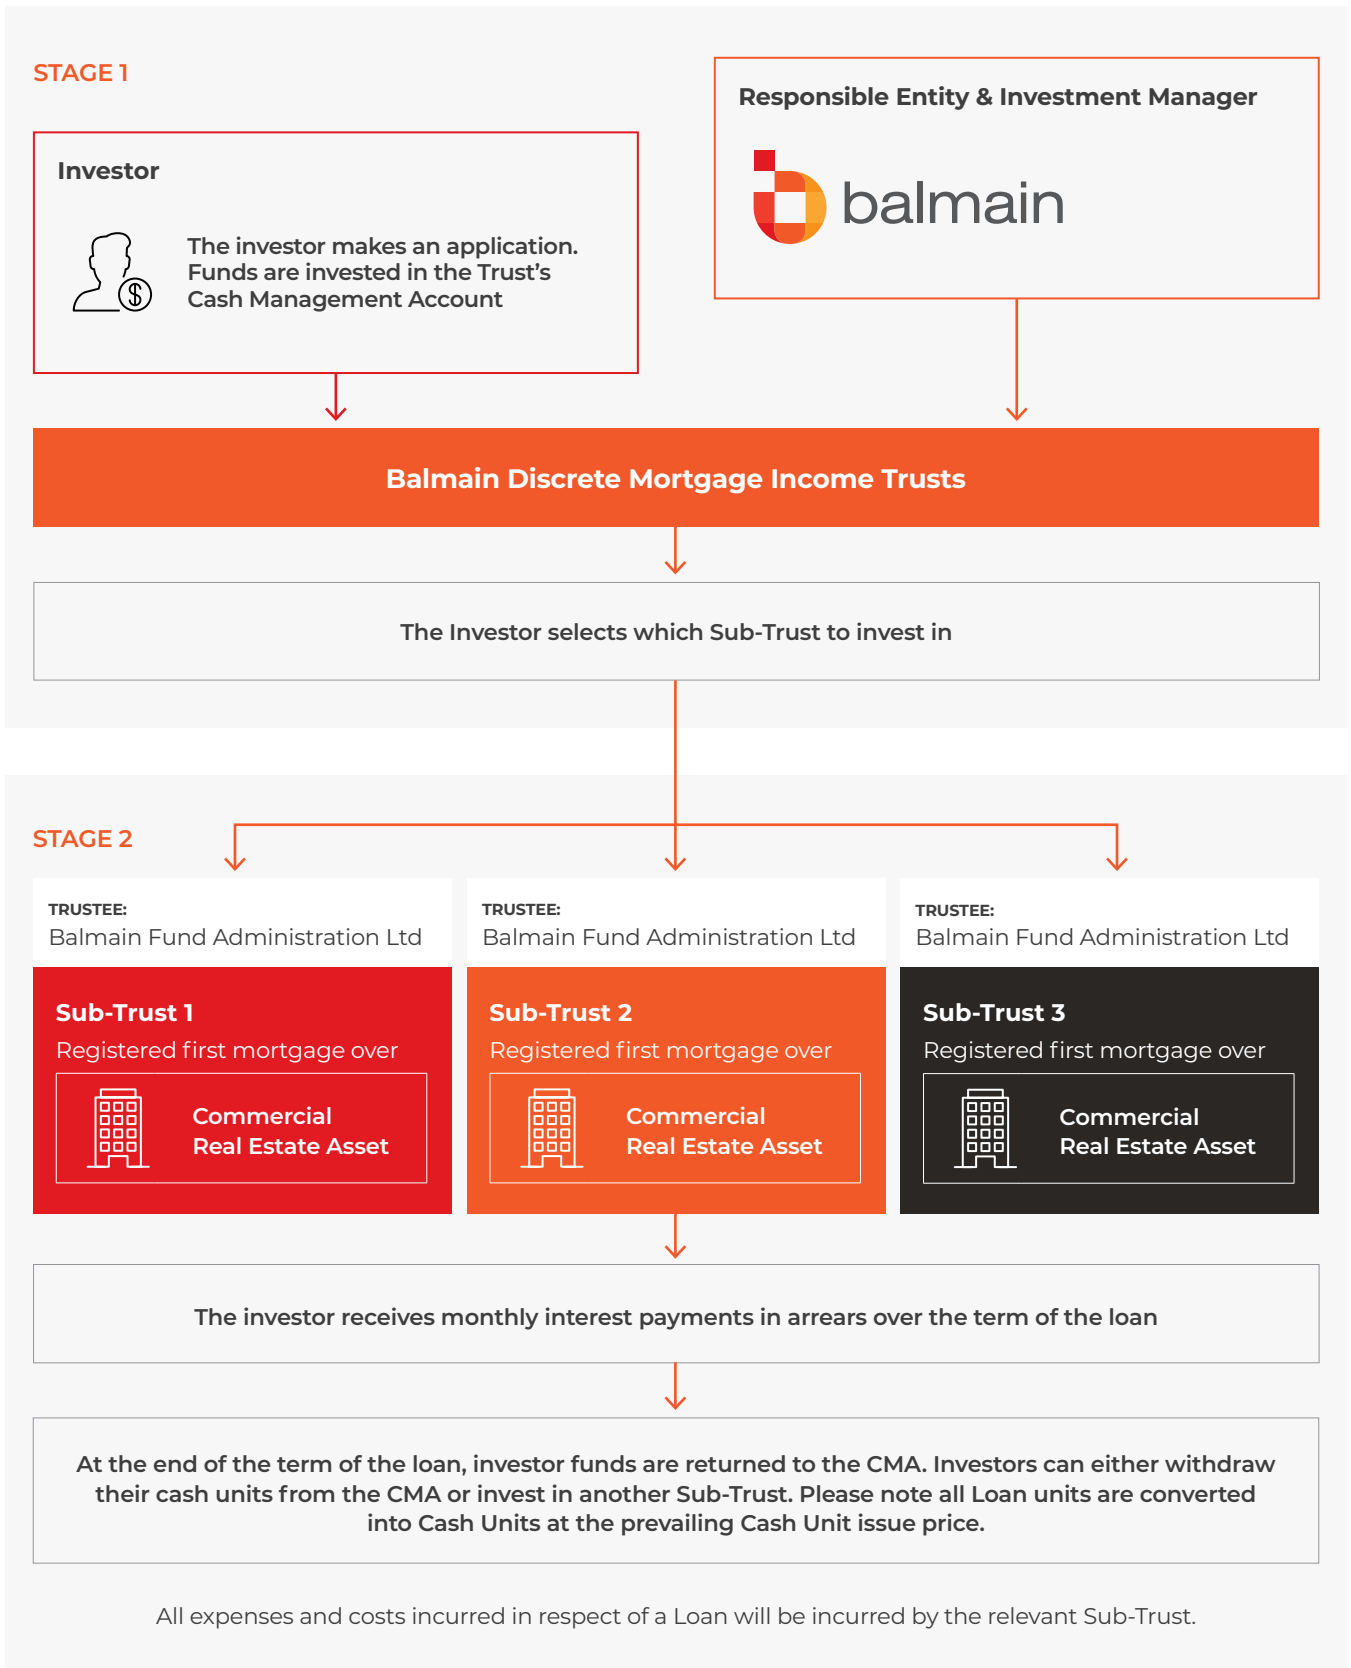 STAGE 1
Responsible Entity & Investment Manager
balmain
Investor
The investor makes an application.
Funds are invested in the Trust’s
Cash Management Account
$
Balmain Discrete Mortgage Income Trusts
The Investor selects which Sub-Trust to invest in
STAGE 2
TRUSTEE:
Balmain Fund Administration Ltd
Sub-Trust 1
Registered first mortgage over
Commercial
Real Estate Asset
TRUSTEE:
Balmain Fund Administration Ltd
Sub-Trust 2
Registered first mortgage over
Commercial
Real Estate Asset
TRUSTEE:
Balmain Fund Administration Ltd
Sub-Trust 3
Registered first mortgage over
Commercial
Real Estate Asset
The investor receives monthly interest payments in arrears over the term of the loan
At the end of the term of the loan, investor funds are returned to the CMA. Investors can either withdraw
their cash units from the CMA or invest in another Sub-Trust. Please note all Loan units are converted
into Cash Units at the prevailing Cash Unit issue price.
All expenses and costs incurred in respect of a Loan will be incurred by the relevant Sub-Trust.